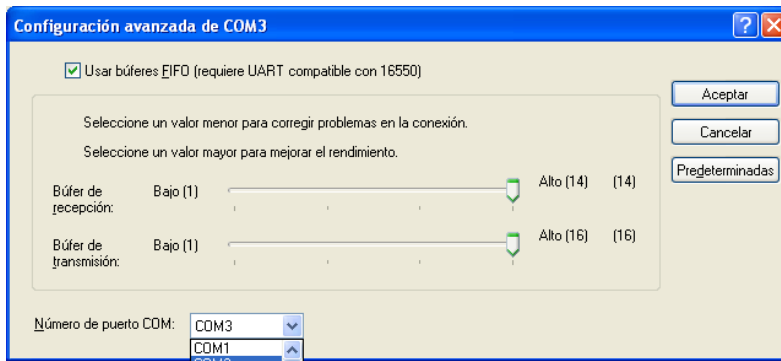 Configuración avanzada de COM3
Usar búferes FIFO (requiere UART compatible con 16550)
Aceptar
Seleccione un valor menor para corregir problemas en la conexión.
Cancelar
Seleccione un valor mayor para mejorar el rendimiento.
Predeterminadas
Búfer de recepción: Bajo (1) Alto (14) (14)
Búfer de transmisión: Bajo (1) Alto (16) (16)
Número de puerto COM: COM3
COM1